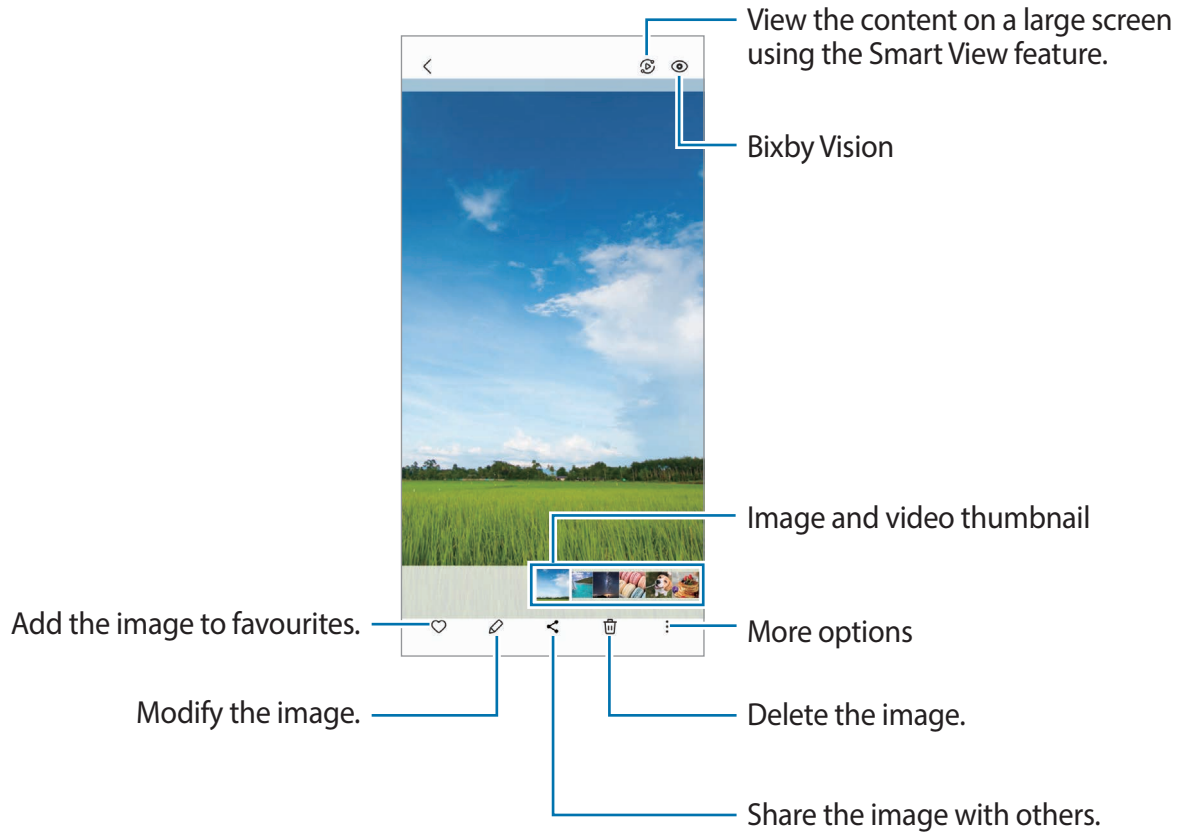 View the content on a large screen
using the Smart View feature.
Bixby Vision
Image and video thumbnail
Add the image to favourites.
More options
Modify the image.
Delete the image.
Share the image with others.